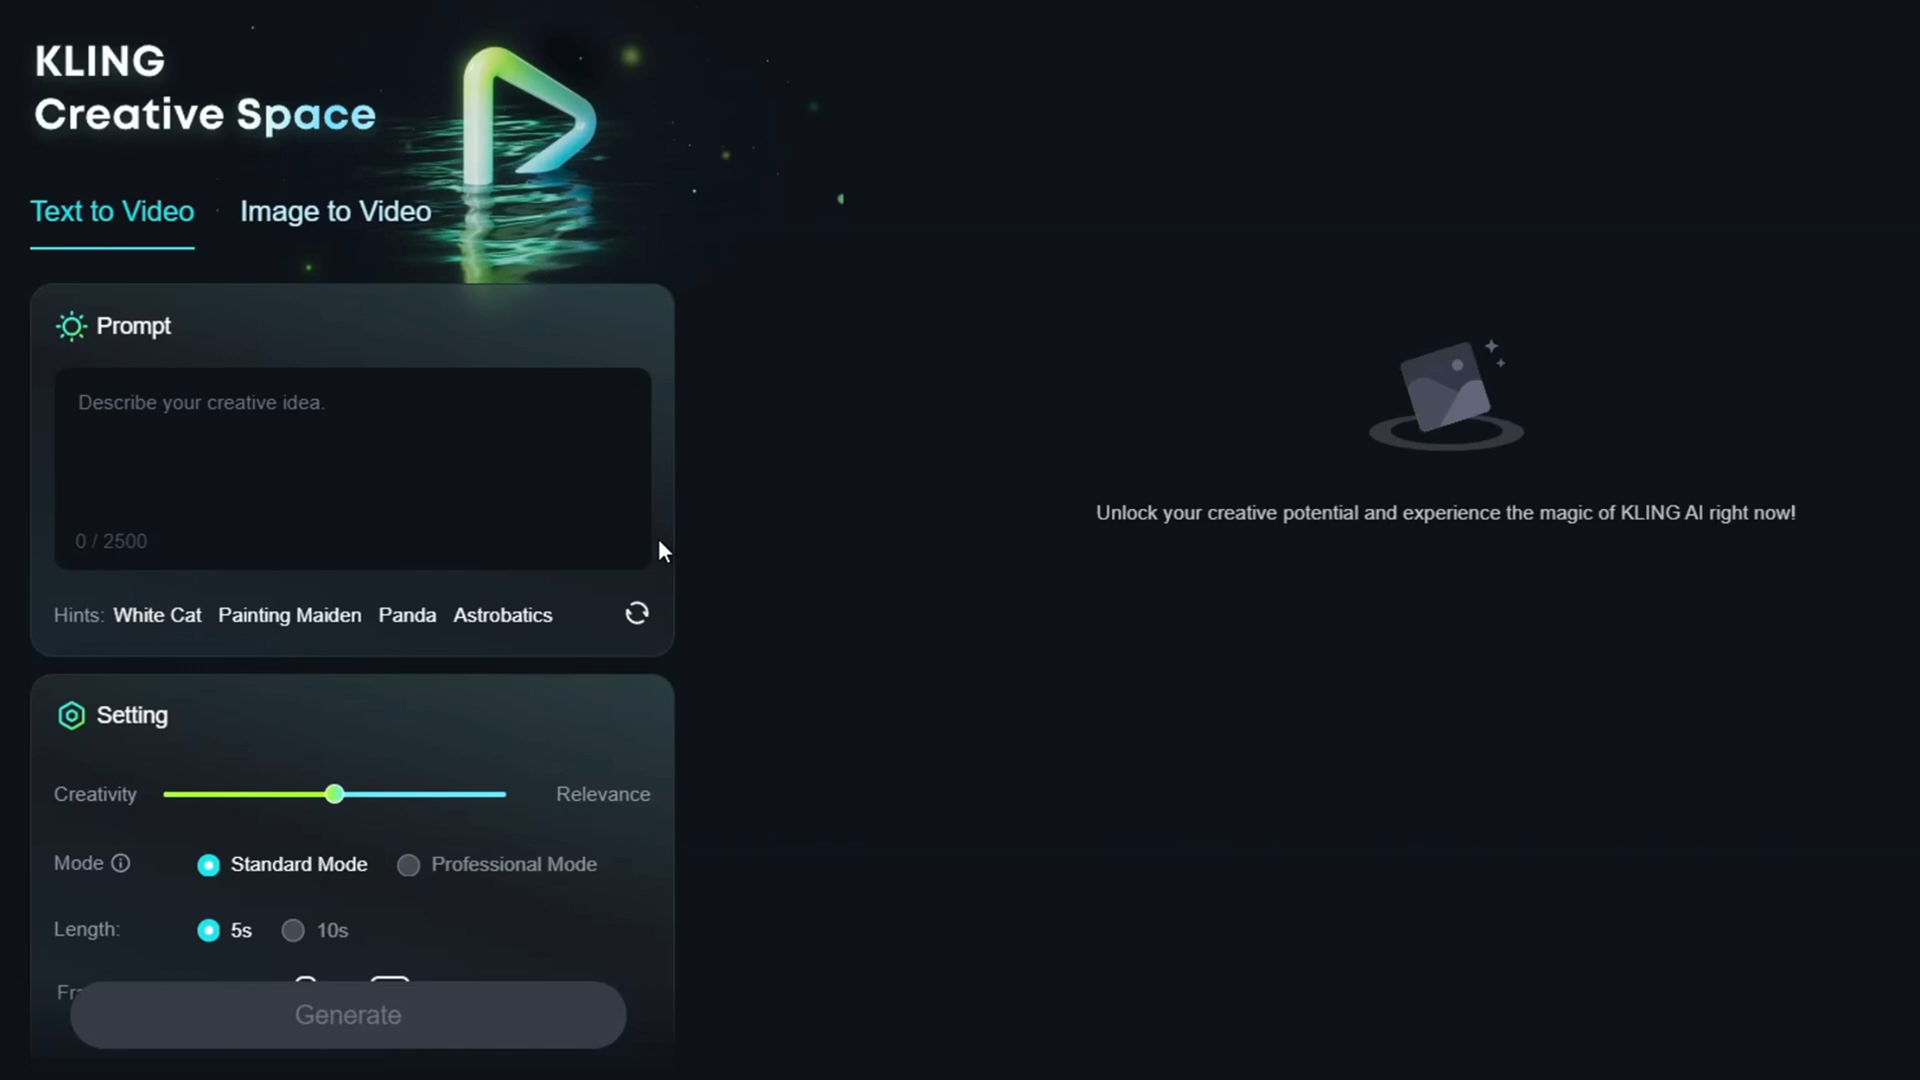 KLING
Creative Space
Text to Video
Image to Video
Prompt
Describe your creative idea.
0 / 2500
Hints: White Cat Painting Maiden Panda Astrobatics
Setting
Creativity Relevance
Mode Standard Mode Professional Mode
Length: 5s 10s
Generate
Unlock your creative potential and experience the magic of KLING AI right now!